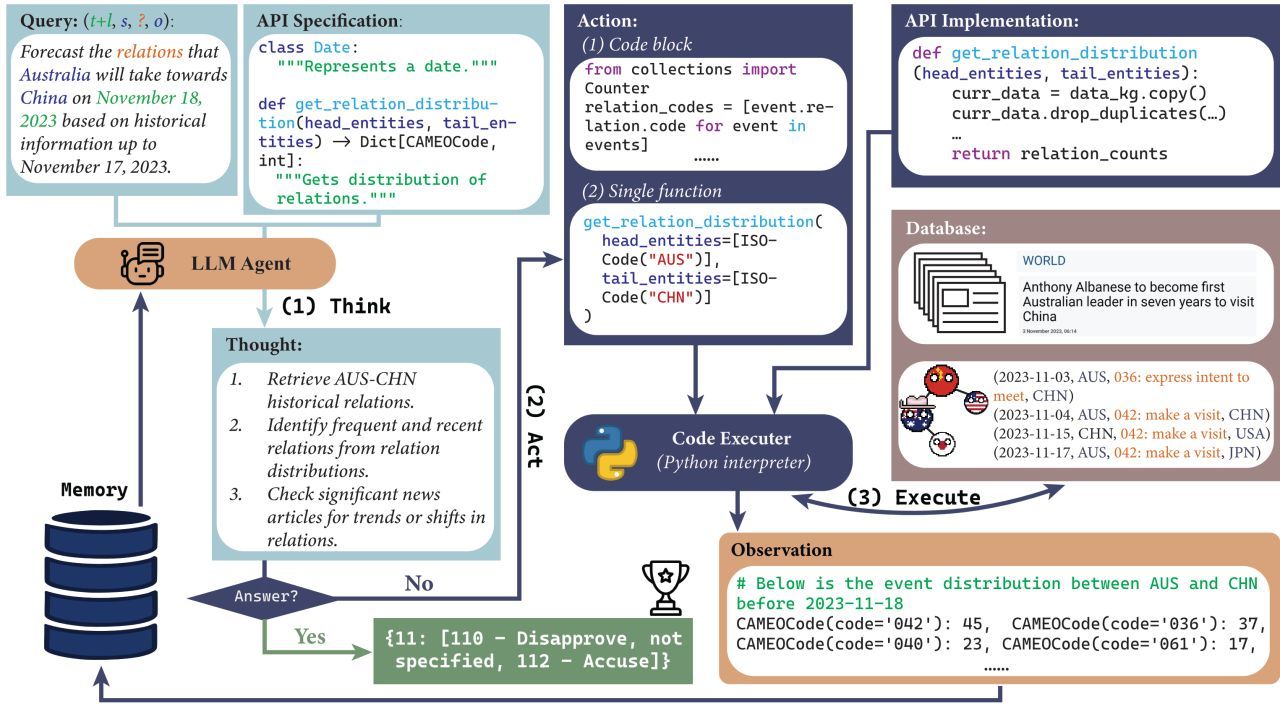 Query: (t+l, s, ?, o):
Forecast the relations that
Australia will take towards
China on November 18,
2023 based on historical
information up to
November 17, 2023.
API Specification:
class Date:
"""Represents a date."""
def get_relation_distribu-
tion(head_entities, tail_en-
tities) → Dict[CAMEOCode,
int]:
"""Gets distribution of
relations."""
LLM Agent
(1) Think
Thought:
1. Retrieve AUS-CHN
historical relations.
2. Identify frequent and recent
relations from relation
distributions.
3. Check significant news
articles for trends or shifts in
relations.
Memory
Answer?
No
Yes
{11: [110 - Disapprove, not
specified, 112 - Accuse]}
(2) Act
Action:
(1) Code block
from collections import
Counter
relation_codes = [event.re-
lation.code for event in
events]
......
(2) Single function
get_relation_distribution(
head_entities=[ISO-
Code("AUS")],
tail_entities=[ISO-
Code("CHN")]
)
API Implementation:
def get_relation_distribution
(head_entities, tail_entities):
curr_data = data_kg.copy()
curr_data.drop_duplicates(…)
…
return relation_counts
Database:
WORLD
Anthony Albanese to become first
Australian leader in seven years to visit
China
3 November 2023, 06:14
(2023-11-03, AUS, 036: express intent to
meet, CHN)
(2023-11-04, AUS, 042: make a visit, CHN)
(2023-11-15, CHN, 042: make a visit, USA)
(2023-11-17, AUS, 042: make a visit, JPN)
Code Executer
(Python interpreter)
(3) Execute
Observation
# Below is the event distribution between AUS and CHN
before 2023-11-18
CAMEOCode(code='042'): 45, CAMEOCode(code='036'): 37,
CAMEOCode(code='040'): 23, CAMEOCode(code='061'): 17,
......